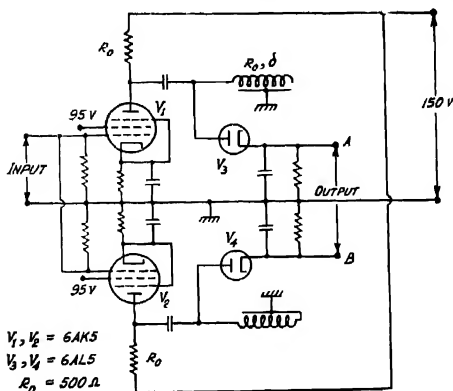 R₀
R₀, δ
V₁
95 V
150 V
V₃
A
INPUT
OUTPUT
V₄
B
95 V
V₂
V₁, V₂ = 6AK5
V₃, V₄ = 6AL5
R₀ = 500 Ω
R₀